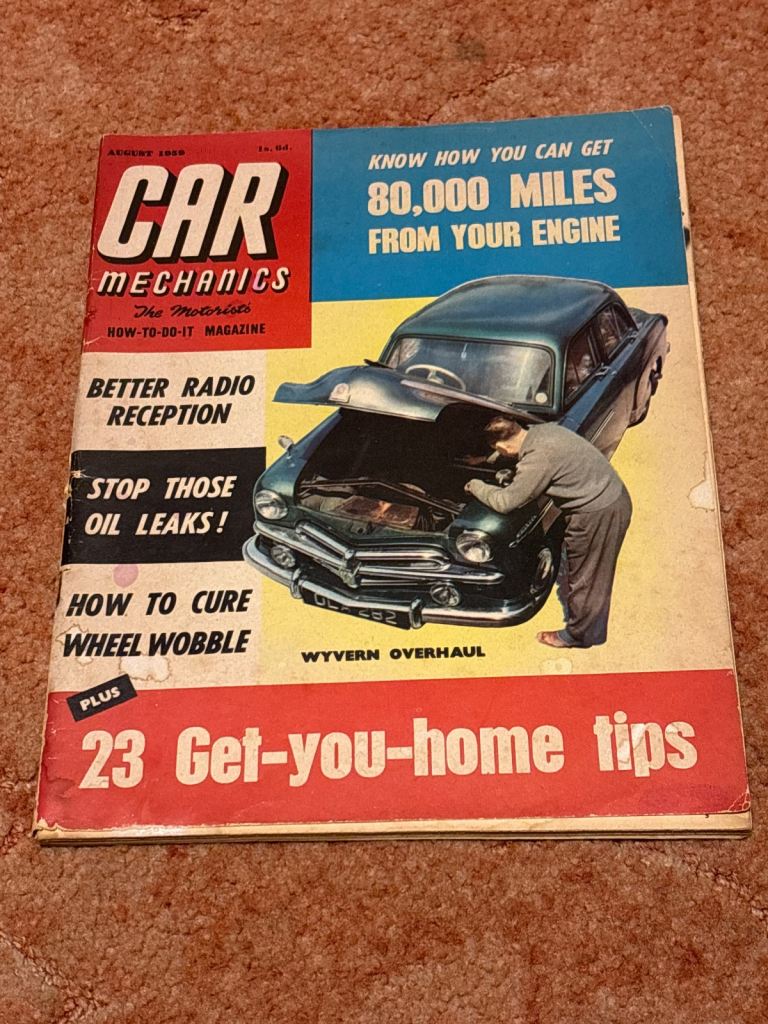 AUGUST 1959
1s. 6d.
CAR
MECHANICS
The Motorists'
HOW-TO-DO-IT MAGAZINE
KNOW HOW YOU CAN GET
80,000 MILES
FROM YOUR ENGINE
BETTER RADIO
RECEPTION
STOP THOSE
OIL LEAKS!
HOW TO CURE
WHEEL WOBBLE
WYVERN OVERHAUL
PLUS
23 Get-you-home tips